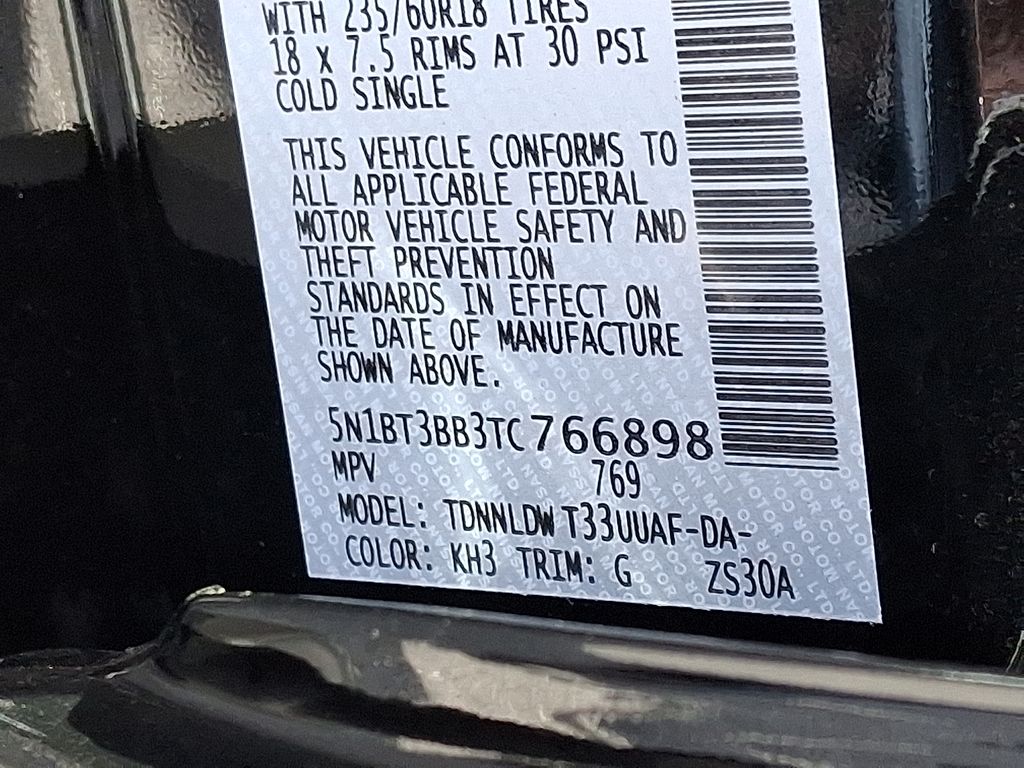 WITH 235/60R18 TIRES
18 x 7.5 RIMS AT 30 PSI
COLD SINGLE
THIS VEHICLE CONFORMS TO
ALL APPLICABLE FEDERAL
MOTOR VEHICLE SAFETY AND
THEFT PREVENTION
STANDARDS IN EFFECT ON
THE DATE OF MANUFACTURE
SHOWN ABOVE.
5N1BT3BB3TC766898
MPV 769
MODEL: TDNNLDW T33UUAF-DA-
COLOR: KH3 TRIM: G ZS30A